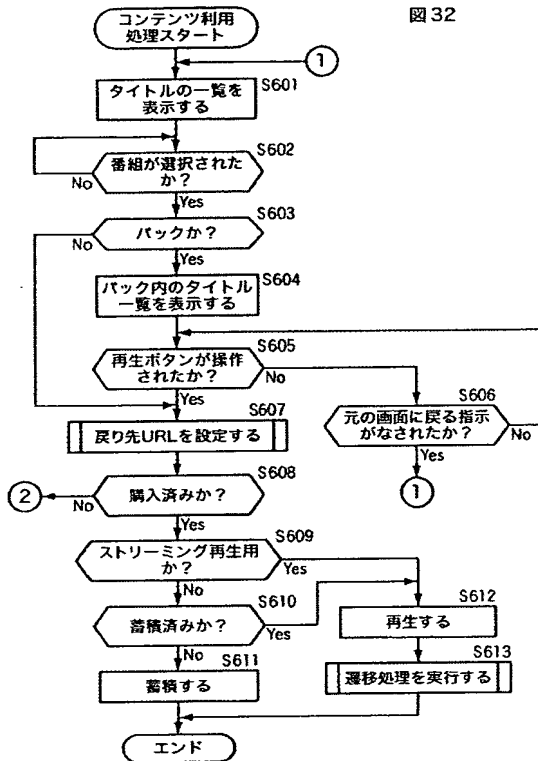 図32
コンテンツ利用
処理スタート
1
S601
タイトルの一覧を
表示する
S602
番組が選択された
か?
No
Yes
S603
パックか?
No
Yes
S604
パック内のタイトル
一覧を表示する
S605
再生ボタンが操作
されたか?
No
Yes
S606
元の画面に戻る指示
がなされたか?
No
Yes
1
S607
戻り先URLを設定する
S608
購入済みか?
2
No
Yes
S609
ストリーミング再生用
か?
Yes
No
S610
蓄積済みか?
Yes
No
S611
蓄積する
S612
再生する
S613
遷移処理を実行する
エンド